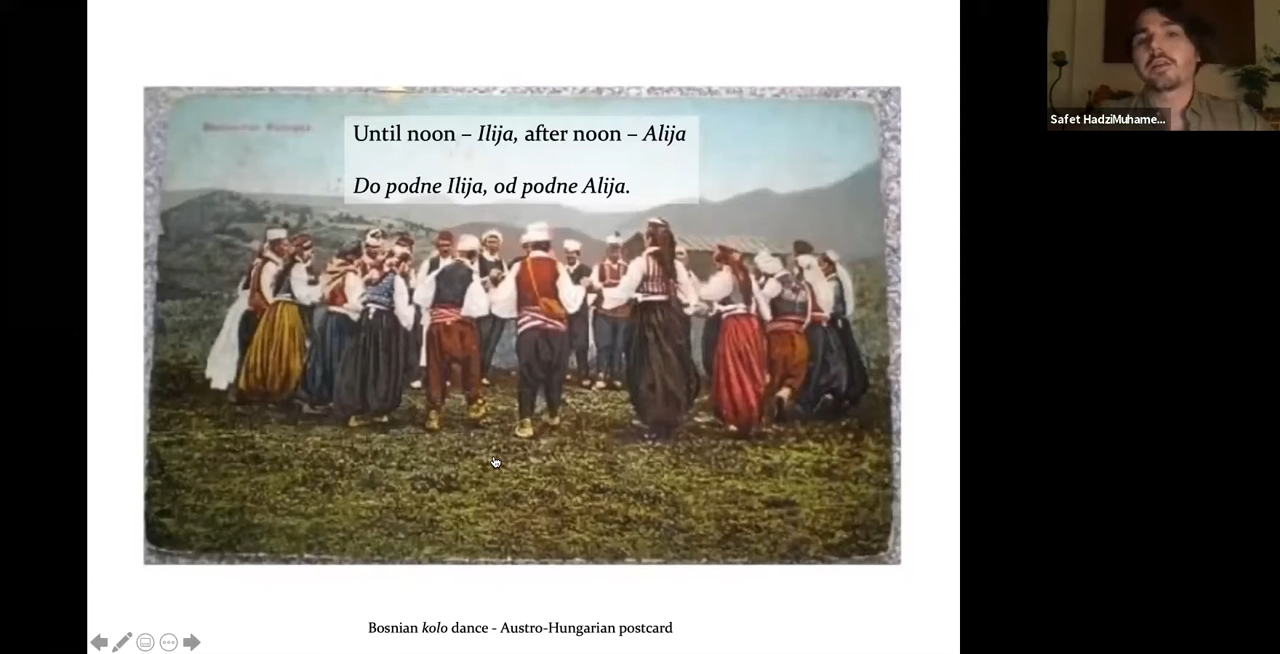 Until noon – Ilija, after noon – Alija
Do podne Ilija, od podne Alija.
Safet HadziMuhame...
Bosnian kolo dance - Austro-Hungarian postcard